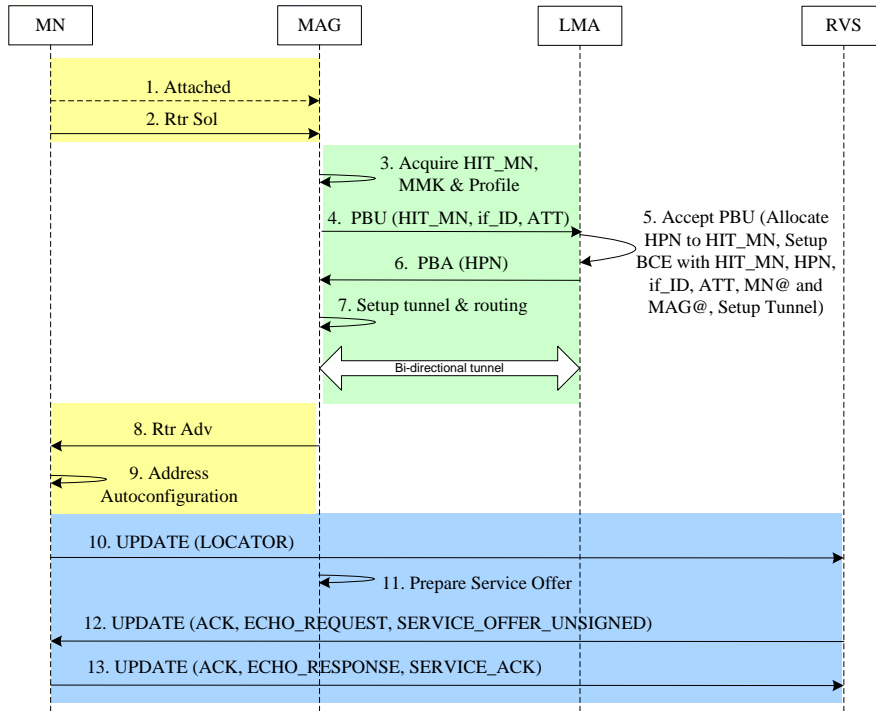 MN
MAG
LMA
RVS
1. Attached
2. Rtr Sol
3. Acquire HIT_MN,
MMK & Profile
4. PBU (HIT_MN, if_ID, ATT)
5. Accept PBU (Allocate
HPN to HIT_MN, Setup
BCE with HIT_MN, HPN,
if_ID, ATT, MN@ and
MAG@, Setup Tunnel)
6. PBA (HPN)
7. Setup tunnel & routing
Bi-directional tunnel
8. Rtr Adv
9. Address
Autoconfiguration
10. UPDATE (LOCATOR)
11. Prepare Service Offer
12. UPDATE (ACK, ECHO_REQUEST, SERVICE_OFFER_UNSIGNED)
13. UPDATE (ACK, ECHO_RESPONSE, SERVICE_ACK)